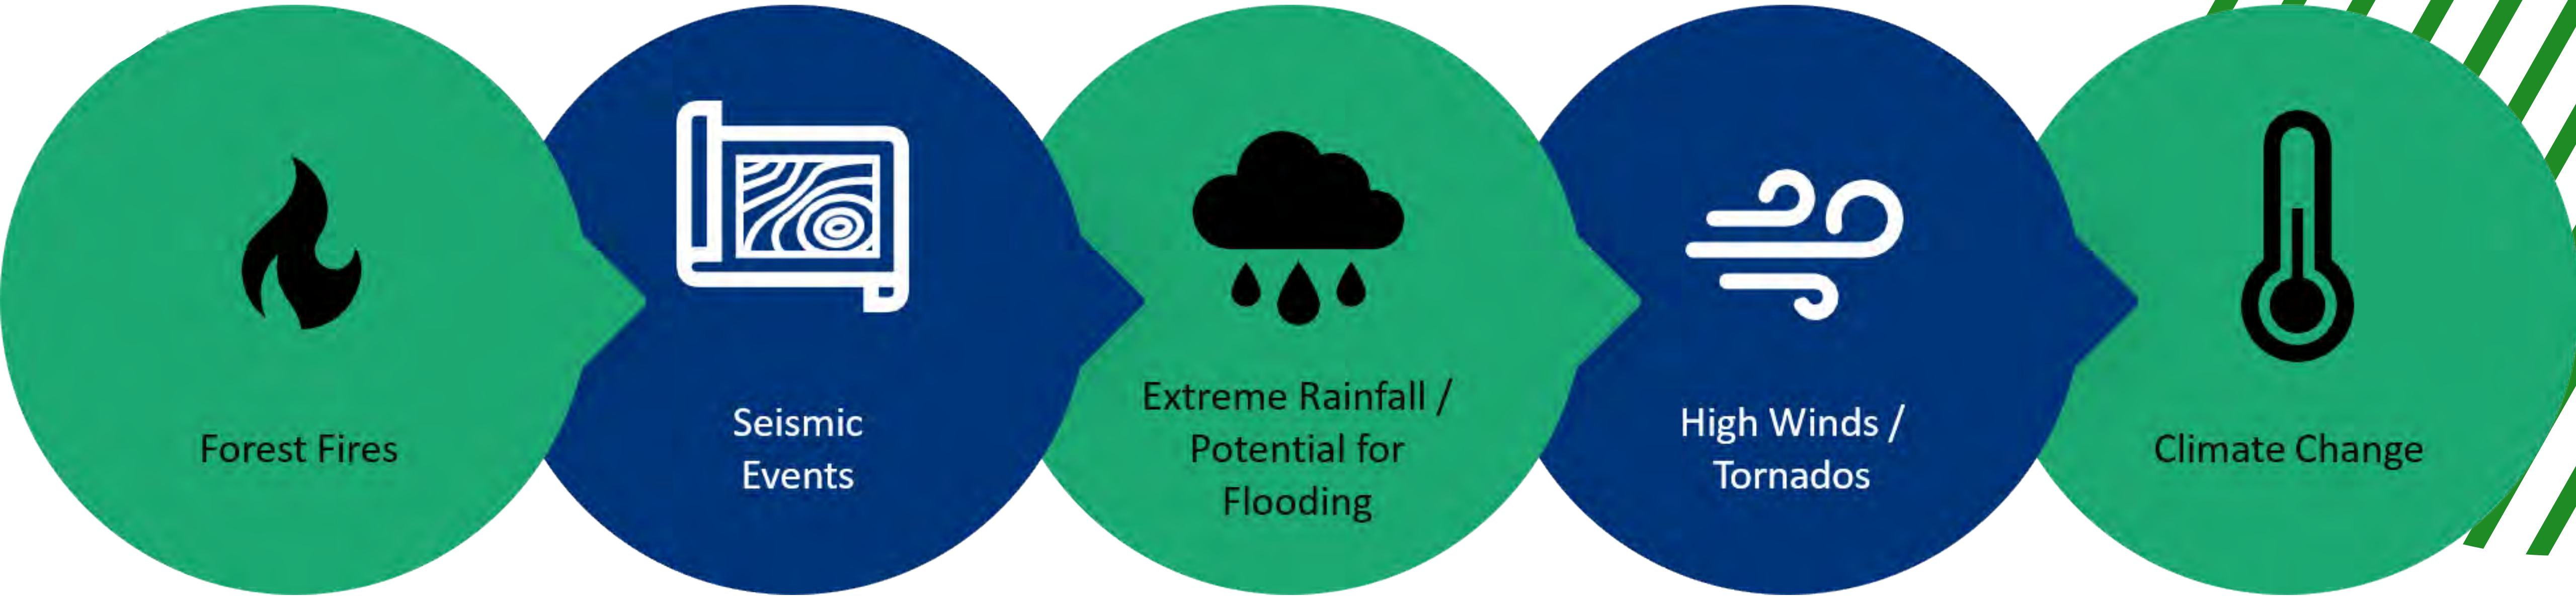 Forest Fires
Seismic
Events
Extreme Rainfall /
Potential for
Flooding
High Winds /
Tornados
Climate Change